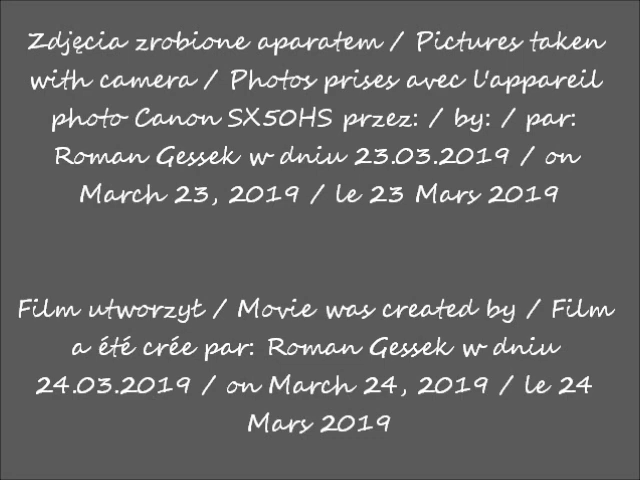 Zdjęcia zrobione aparatem / Pictures taken
with camera / Photos prises avec l'appareil
photo Canon SX50HS przez: / by: / par:
Roman Gessek w dniu 23.03.2019 / on
March 23, 2019 / le 23 Mars 2019
Film utworzył / Movie was created by / Film
a été crée par: Roman Gessek w dniu
24.03.2019 / on March 24, 2019 / le 24
Mars 2019